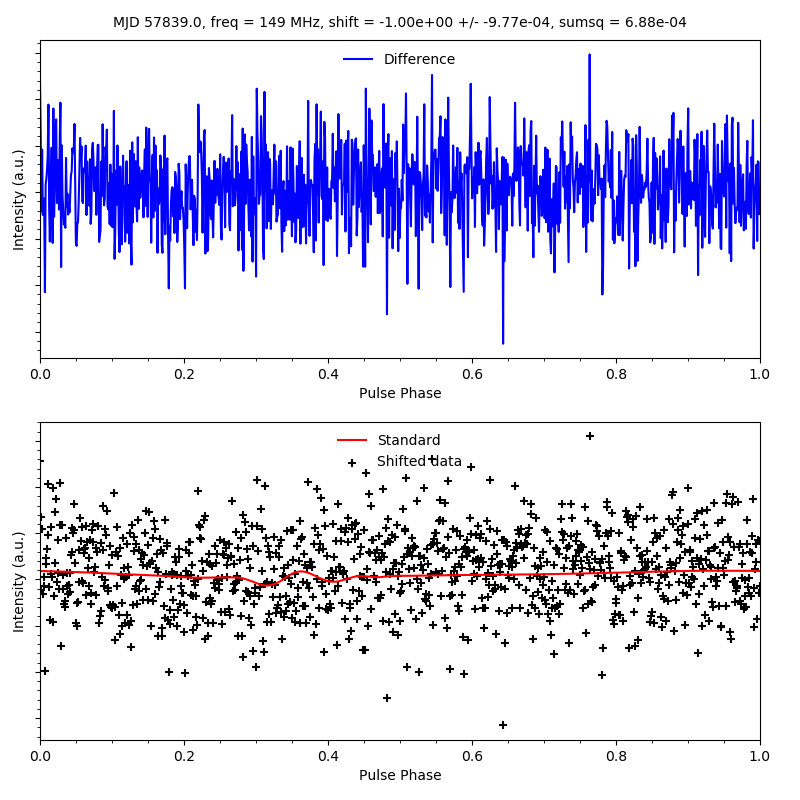 MJD 57839.0, freq = 149 MHz, shift = -1.00e+00 +/- -9.77e-04, sumsq = 6.88e-04
Difference
Intensity (a.u.)
0.0 0.2 0.4 0.6 0.8 1.0
Pulse Phase
Standard
Shifted data
Intensity (a.u.)
0.0 0.2 0.4 0.6 0.8 1.0
Pulse Phase